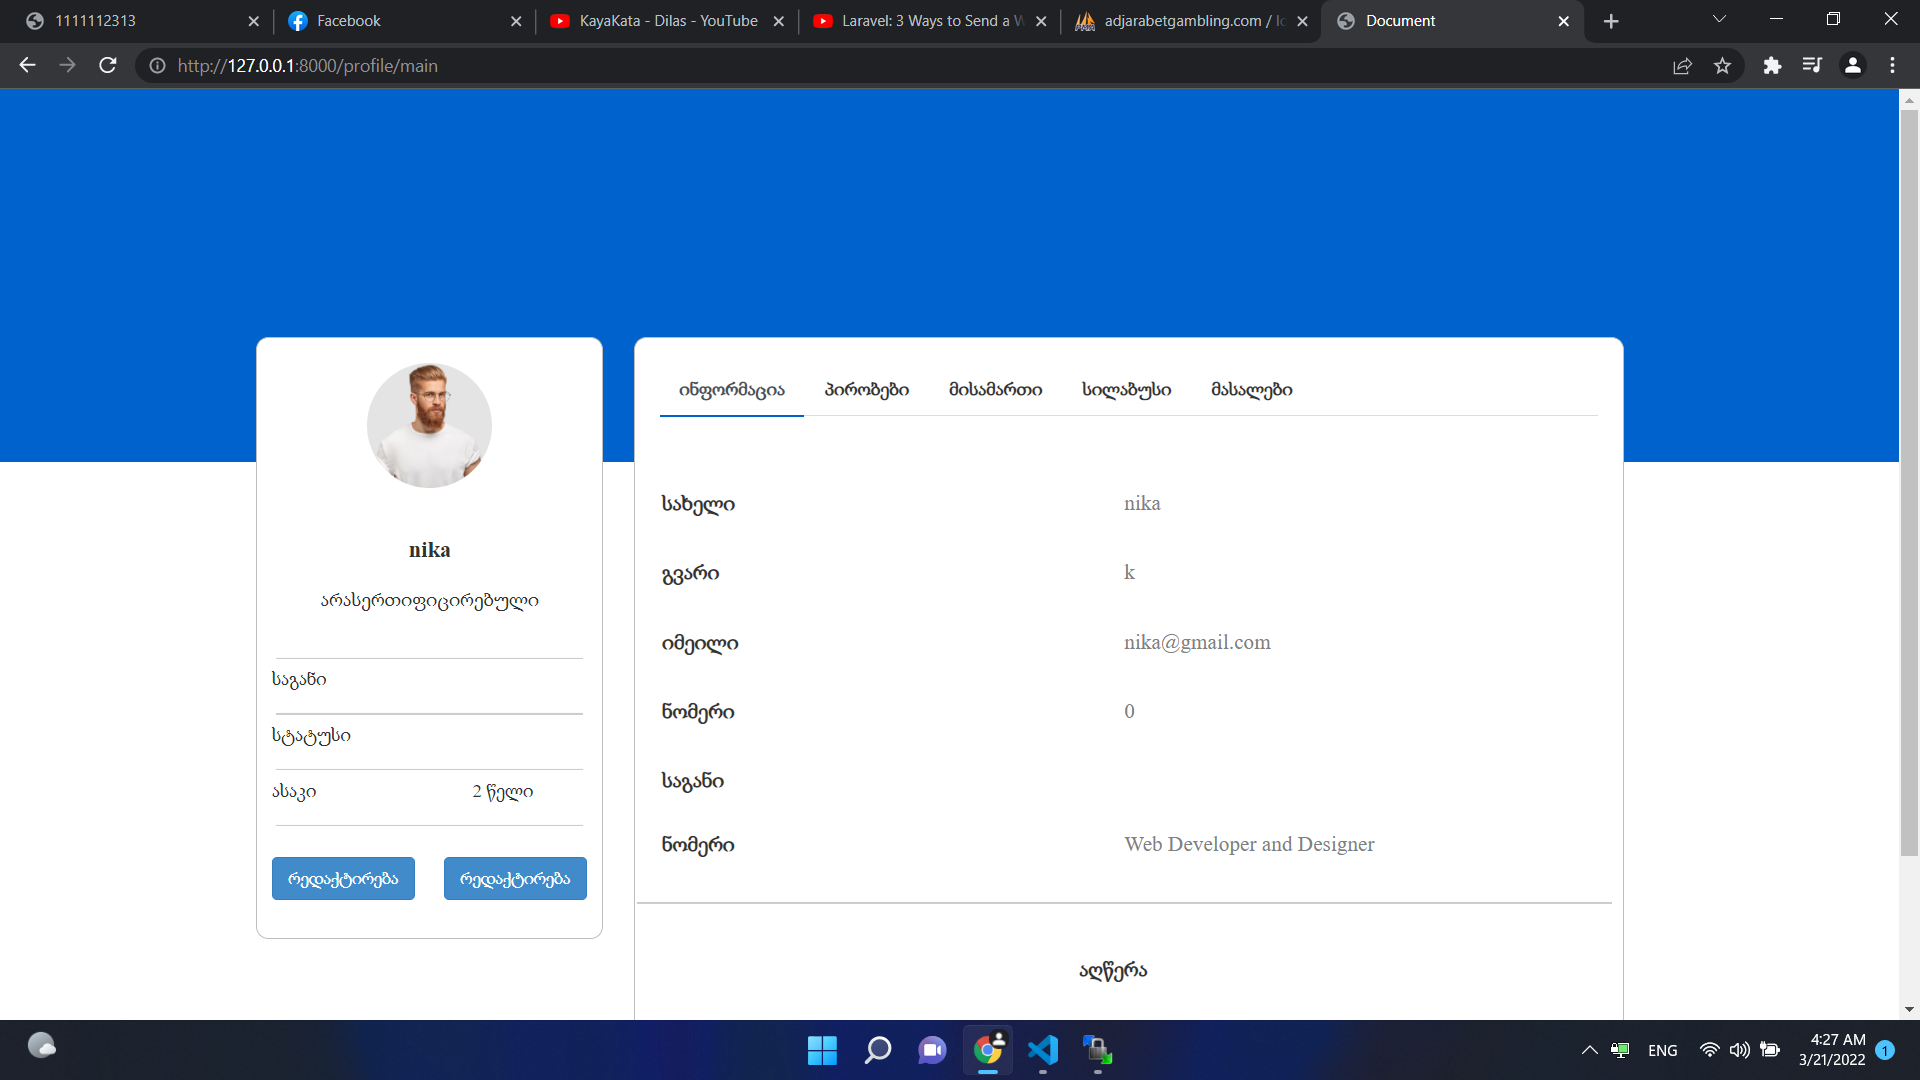 1111112313
Facebook
KayaKata - Dilas - YouTube
Laravel: 3 Ways to Send a W
adjarabetgambling.com / lo
Document
http://127.0.0.1:8000/profile/main
ინფორმაცია პირობები მისამართი სილაბუსი მასალები
nika
არასერთიფიცირებული
საგანი
სტატუსი
ასაკი 2 წელი
რედაქტირება რედაქტირება
სახელი nika
გვარი k
იმეილი nika@gmail.com
ნომერი 0
საგანი
ნომერი Web Developer and Designer
აღწერა
ENG
4:27 AM
3/21/2022
1